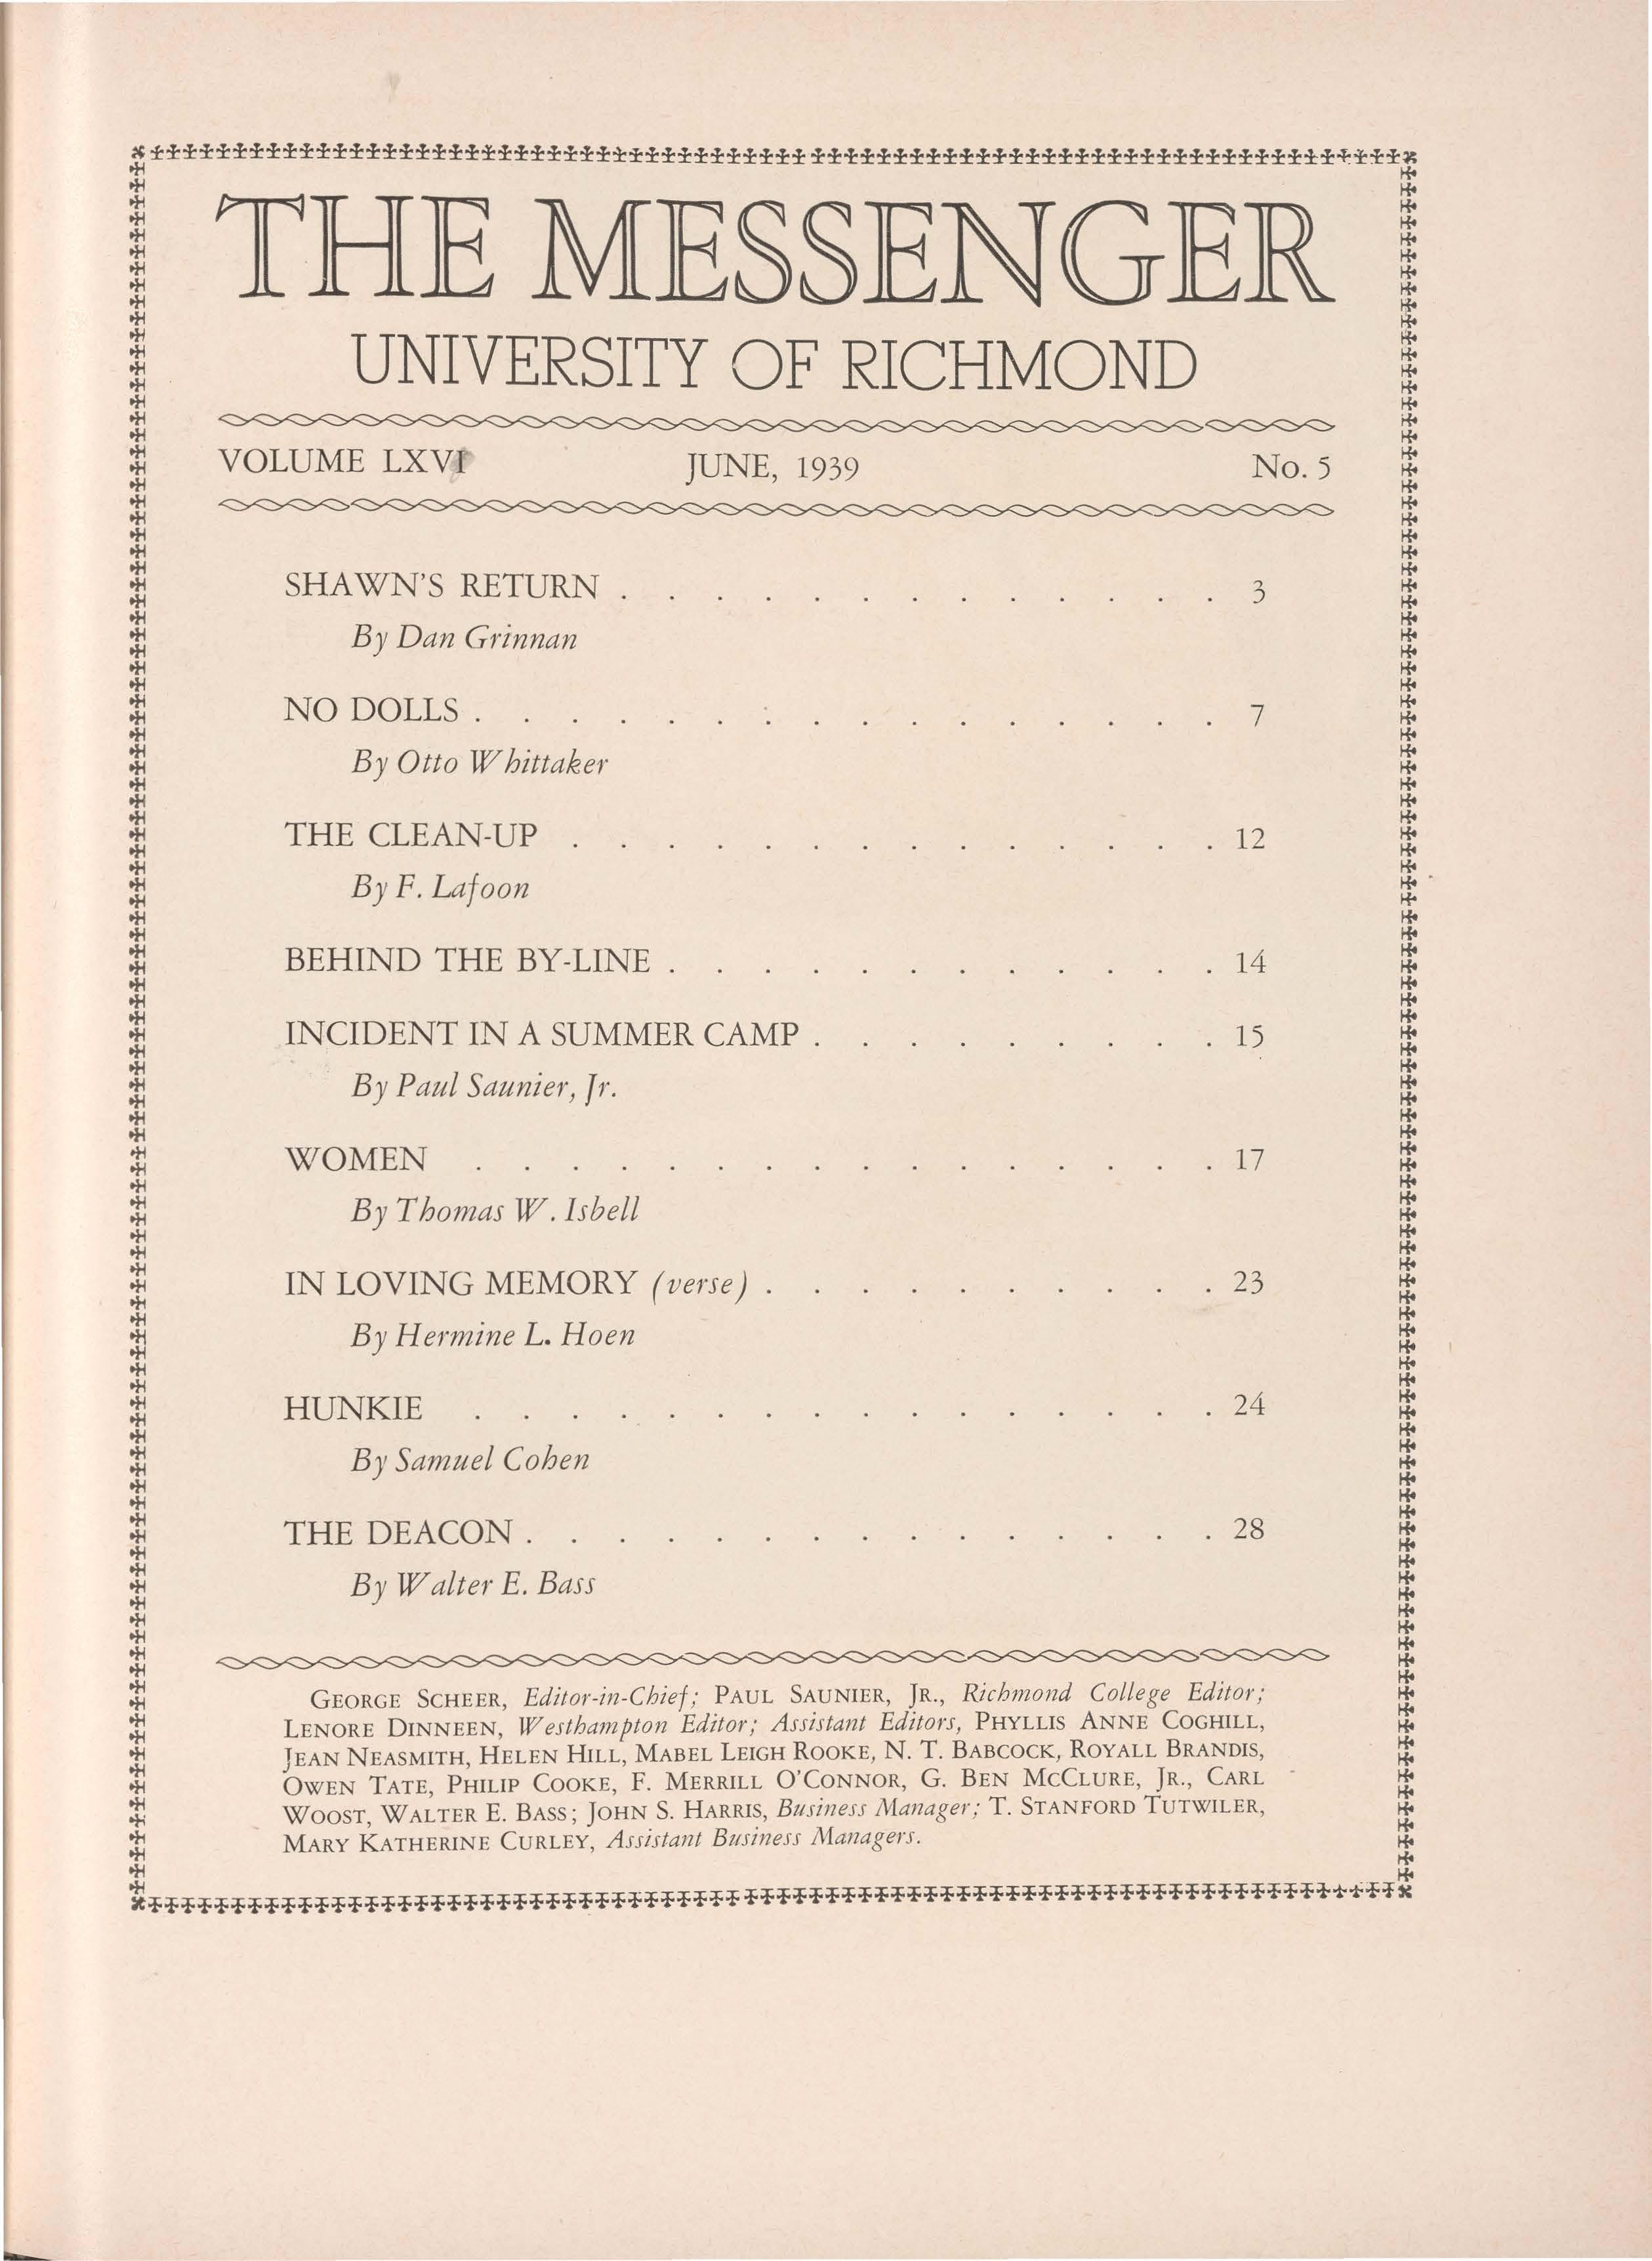 THE MESSENGER
UNIVERSITY OF RICHMOND
VOLUME LXVI JUNE, 1939 No. 5
SHAWN'S RETURN . . . . . . . . . . . . . 3
By Dan Grinnan
NO DOLLS . . . . . . . . . . . . . . . . 7
By Otto Whittaker
THE CLEAN-UP . . . . . . . . . . . . . . 12
By F. Lafoon
BEHIND THE BY-LINE . . . . . . . . . . . . 14
INCIDENT IN A SUMMER CAMP . . . . . . . . . 15
By Paul Saunier, Jr.
WOMEN . . . . . . . . . . . . . . . . 17
By Thomas W. Isbell
IN LOVING MEMORY (verse) . . . . . . . . . . 23
By Hermine L. Hoen
HUNKIE . . . . . . . . . . . . . . . . 24
By Samuel Cohen
THE DEACON . . . . . . . . . . . . . . . 28
By Walter E. Bass
GEORGE SCHEER, Editor-in-Chief; PAUL SAUNIER, JR., Richmond College Editor;
LENORE DINNEEN, Westhampton Editor; Assistant Editors, PHYLLIS ANNE COGHILL,
JEAN NEASMITH, HELEN HILL, MABEL LEIGH ROOKE, N. T. BABCOCK, ROYALL BRANDIS,
OWEN TATE, PHILIP COOKE, F. MERRILL O'CONNOR, G. BEN MCCLURE, JR., CARL
WOOST, WALTER E. BASS; JOHN S. HARRIS, Business Manager; T. STANFORD TUTWILER,
MARY KATHERINE CURLEY, Assistant Business Managers.